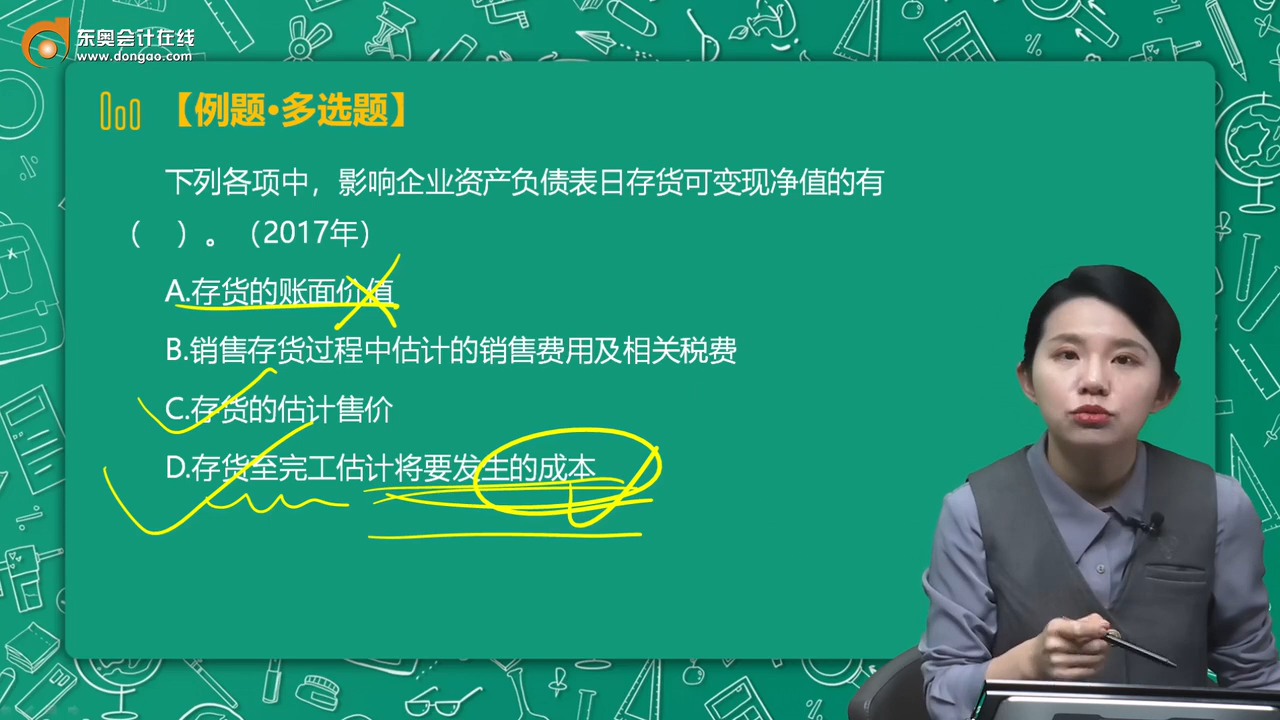 东奥会计在线
www.dongao.com
【例题•多选题】
下列各项中，影响企业资产负债表日存货可变现净值的有
（ ）。（2017年）
A.存货的账面价值
B.销售存货过程中估计的销售费用及相关税费
C.存货的估计售价
D.存货至完工估计将要发生的成本